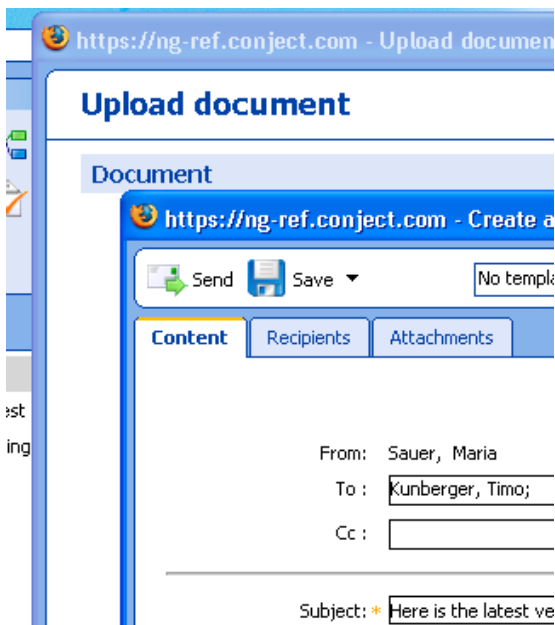 https://ng-ref.conject.com - Upload documen
Upload document
Document
https://ng-ref.conject.com - Create a
Send Save No templa
Content Recipients Attachments
est
ing
From: Sauer, Maria
To : Kunberger, Timo;
Cc :
Subject: * Here is the latest ve